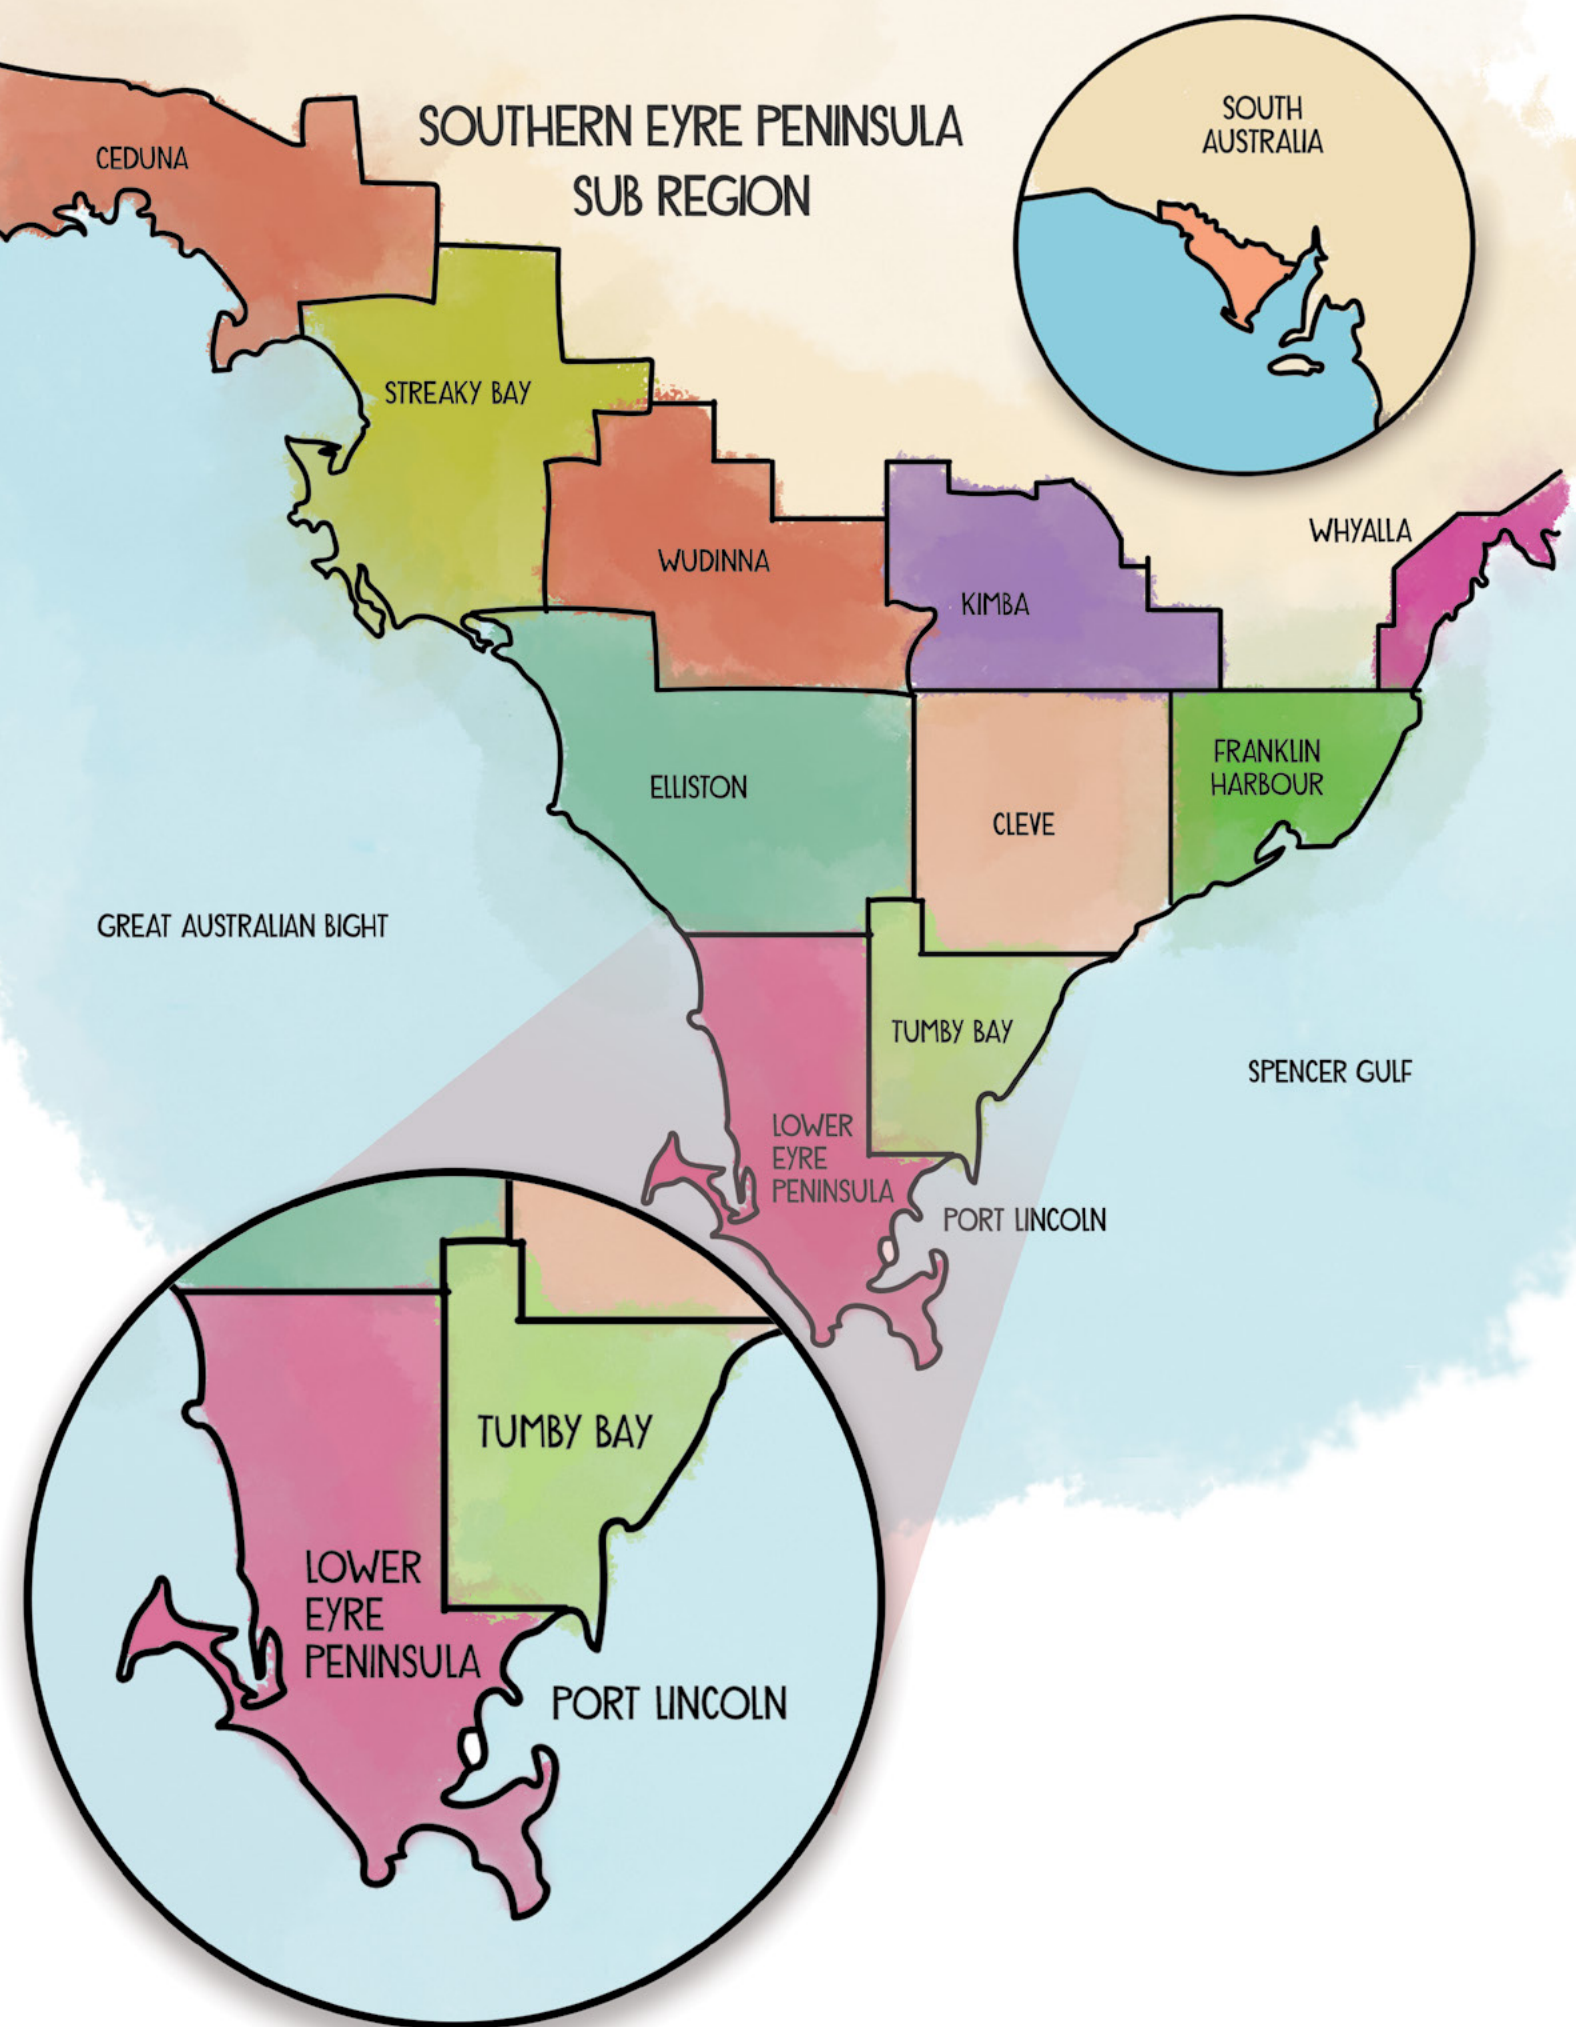 SOUTHERN EYRE PENINSULA
SUB REGION
SOUTH
AUSTRALIA
CEDUNA
STREAKY BAY
WUDINNA
KIMBA
WHYALLA
ELLISTON
CLEVE
FRANKLIN
HARBOUR
GREAT AUSTRALIAN BIGHT
TUMBY BAY
SPENCER GULF
LOWER
EYRE
PENINSULA
PORT LINCOLN
TUMBY BAY
LOWER
EYRE
PENINSULA
PORT LINCOLN